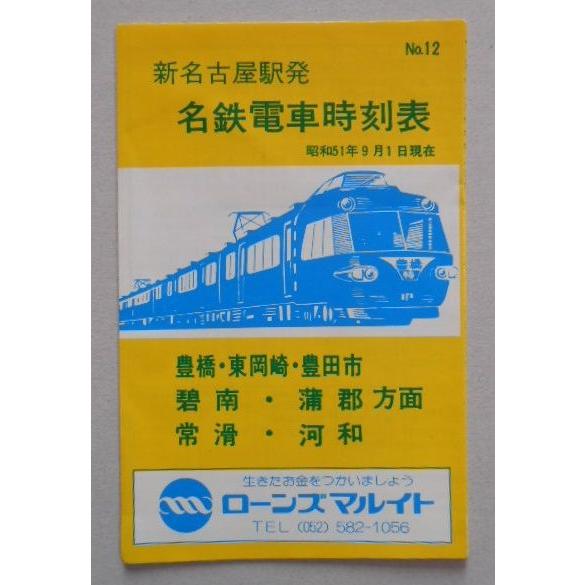 No.12
新名古屋駅発
名鉄電車時刻表
昭和51年9月1日現在
豊橋
豊橋・東岡崎・豊田市
碧南・蒲郡方面
常滑・河和
生きたお金をつかいましょう
ローンズマルイト
TEL (052) 582-1056